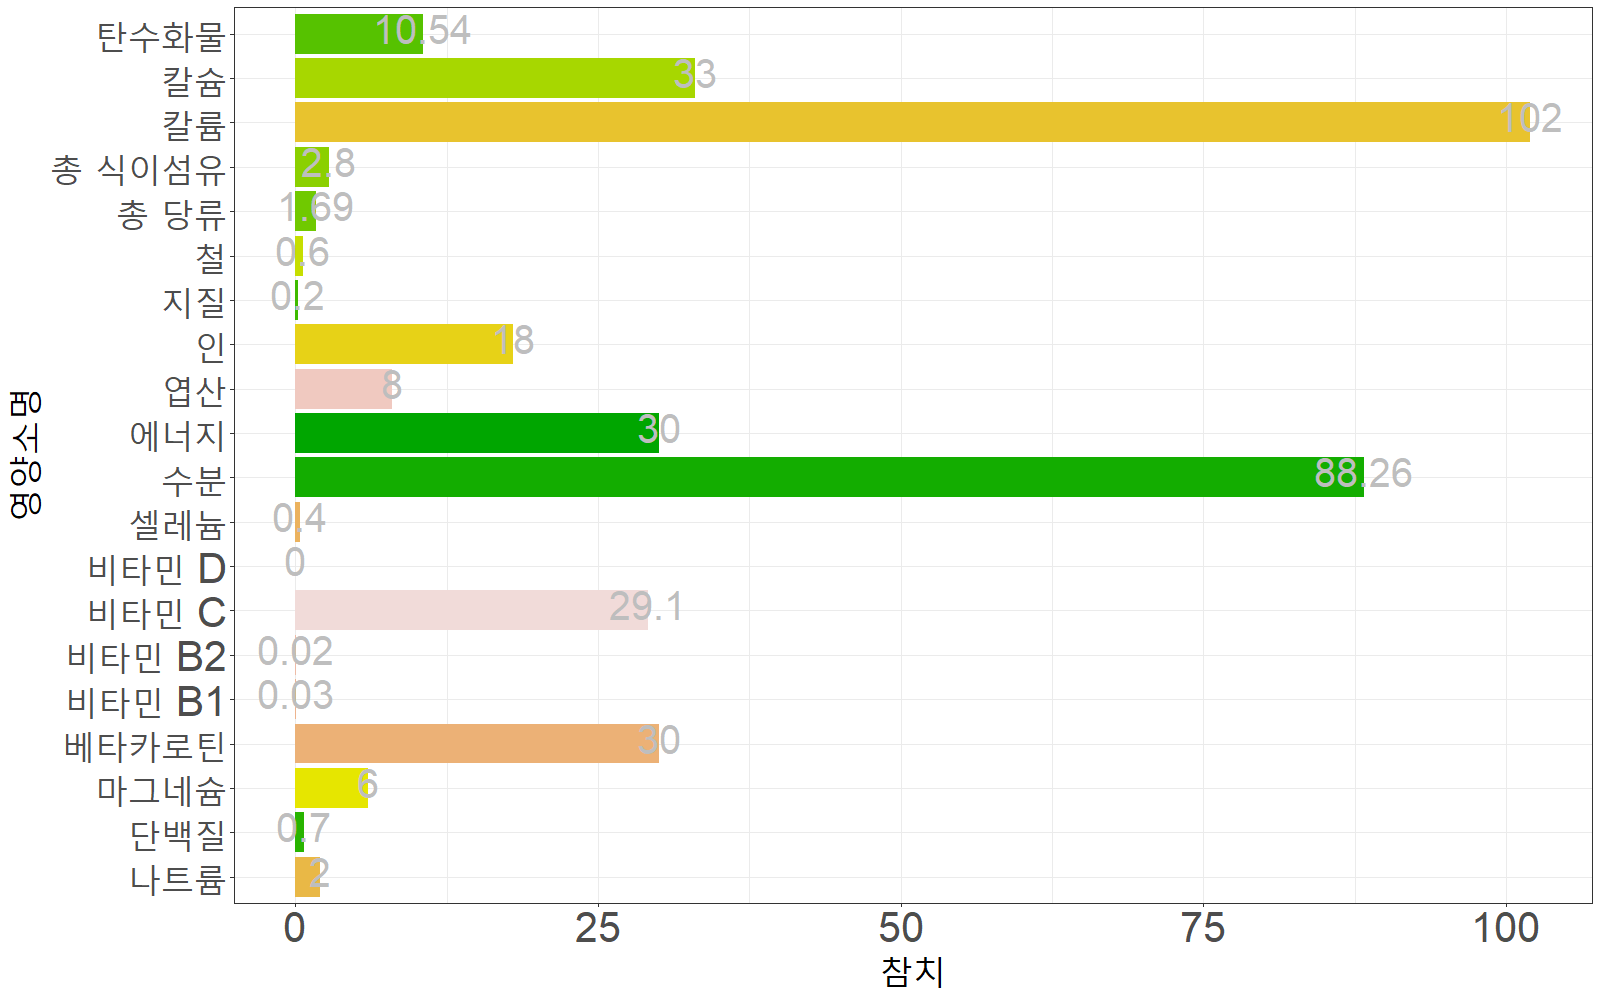 탄수화물 10.54
칼슘 33
칼륨 102
총 식이섬유 2.8
총 당류 1.69
철 0.6
지질 0.2
인 18
엽산 8
에너지 30
수분 88.26
셀레늄 0.4
비타민 D 0
비타민 C 29.1
비타민 B2 0.02
비타민 B1 0.03
베타카로틴 30
마그네슘 6
단백질 0.7
나트륨 2
영양소명
0 25 50 75 100
참치